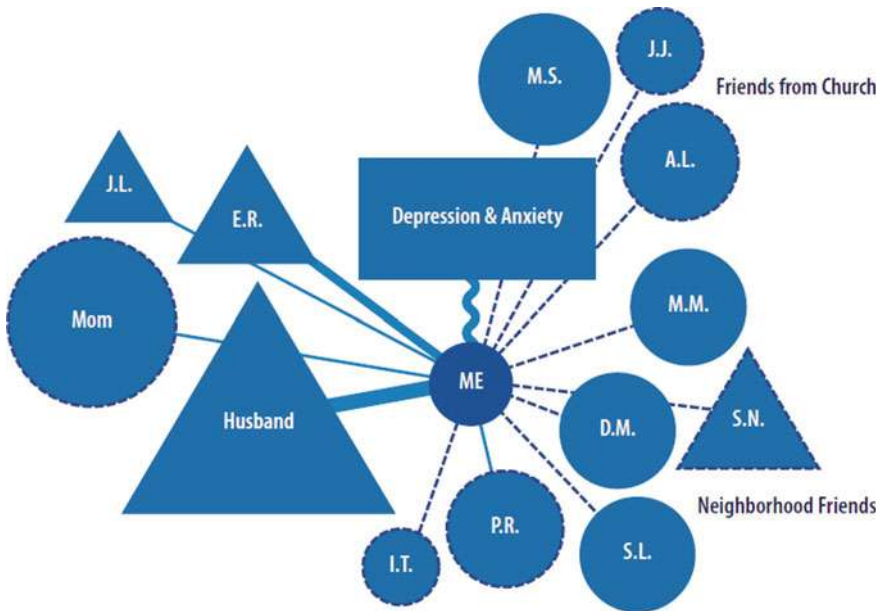 M.S.
J.J.
Friends from Church
A.L.
J.L.
E.R.
Depression & Anxiety
Mom
M.M.
ME
Husband
D.M.
S.N.
Neighborhood Friends
P.R.
S.L.
I.T.